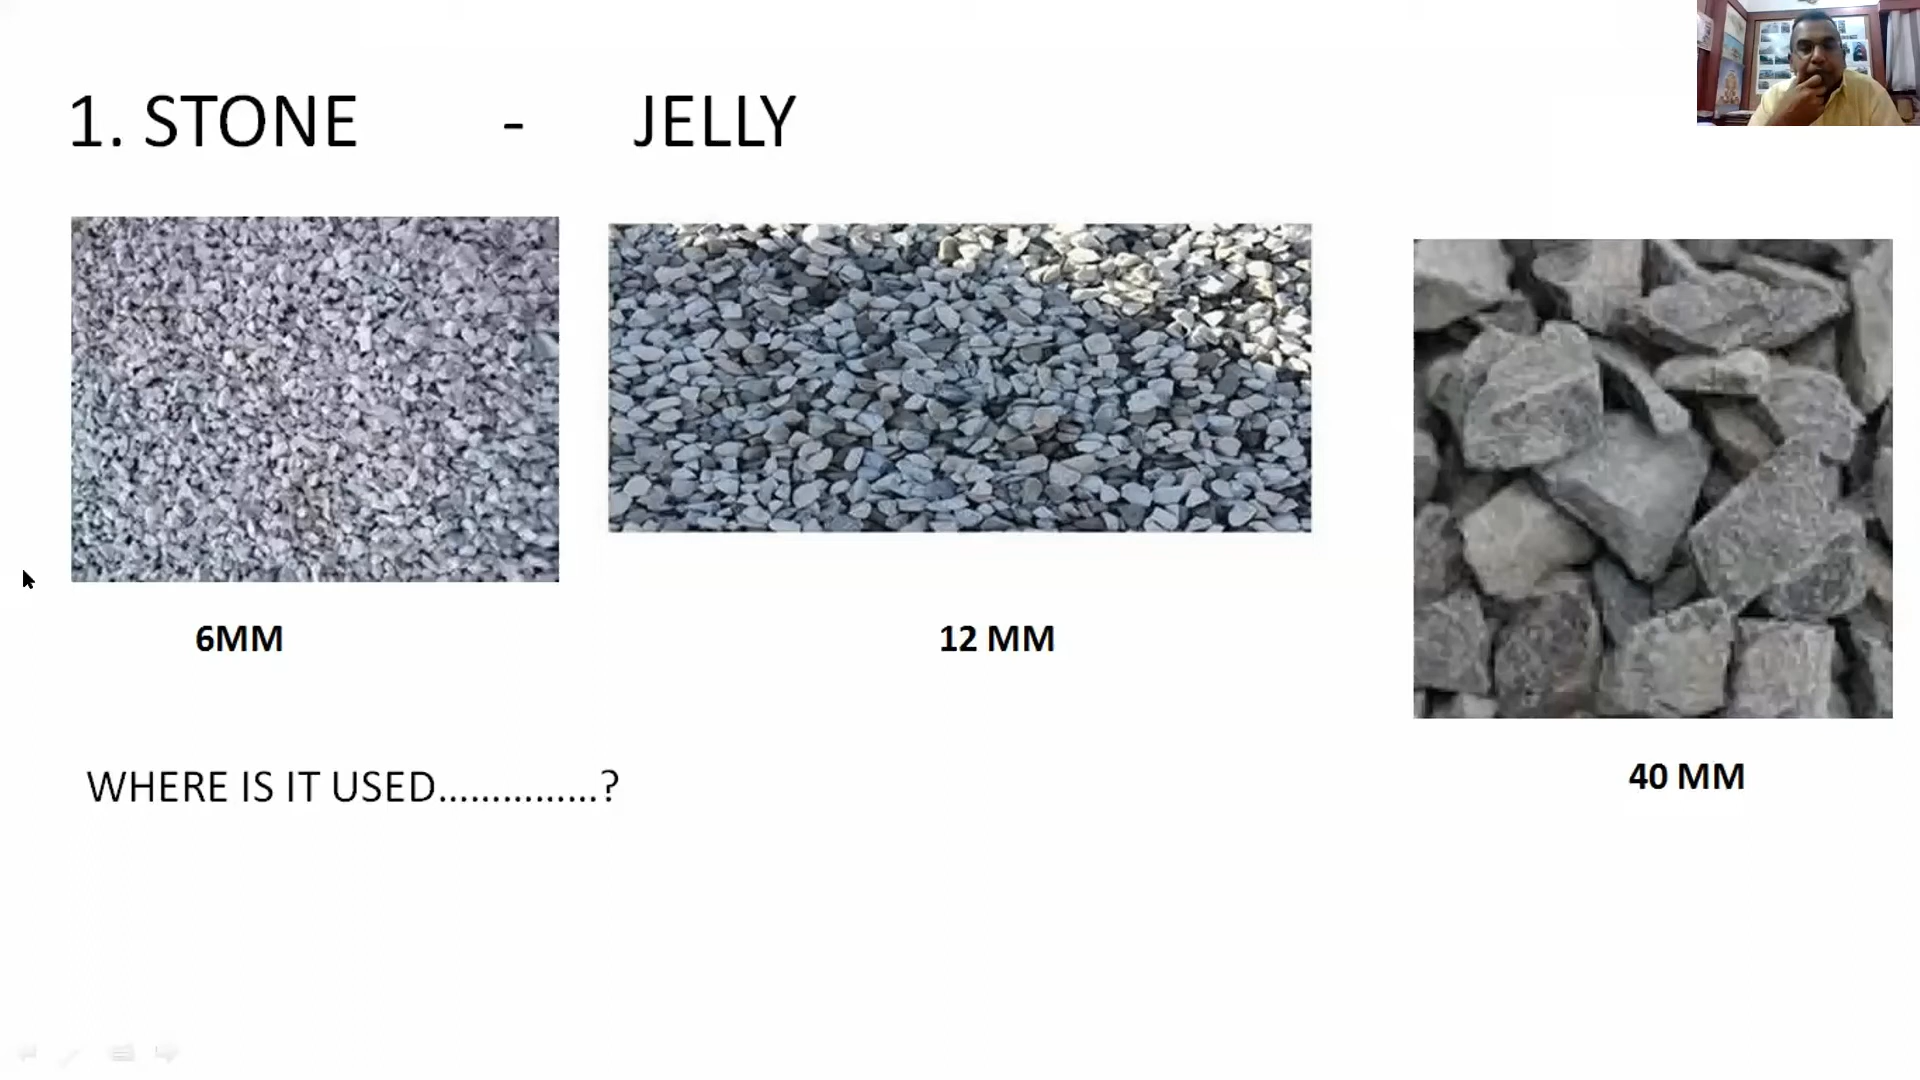 1. STONE - JELLY
6MM
12 MM
40 MM
WHERE IS IT USED...............?